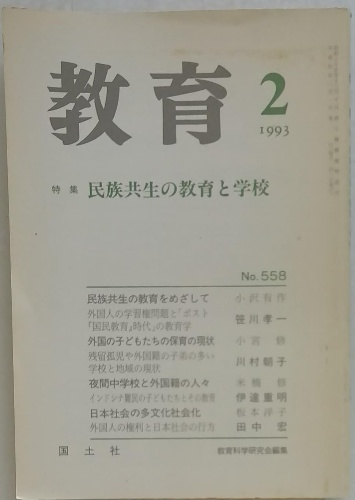 教育
2
1993
特集 民族共生の教育と学校
No.558
民族共生の教育をめざして 小沢有作
外国人の学習権問題と「ポスト
「国民教育」時代」の教育学 笹川孝一
外国の子どもたちの保育の現状 小宮 修
残留孤児や外国籍の子弟の多い
学校と地域の現状 川村朝子
夜間中学校と外国籍の人々 米橋 修
インドシナ難民の子どもたちとその教育 伊達重明
日本社会の多文化社会化 板本洋子
外国人の権利と日本社会の行方 田中 宏
国土社
教育科学研究会編集